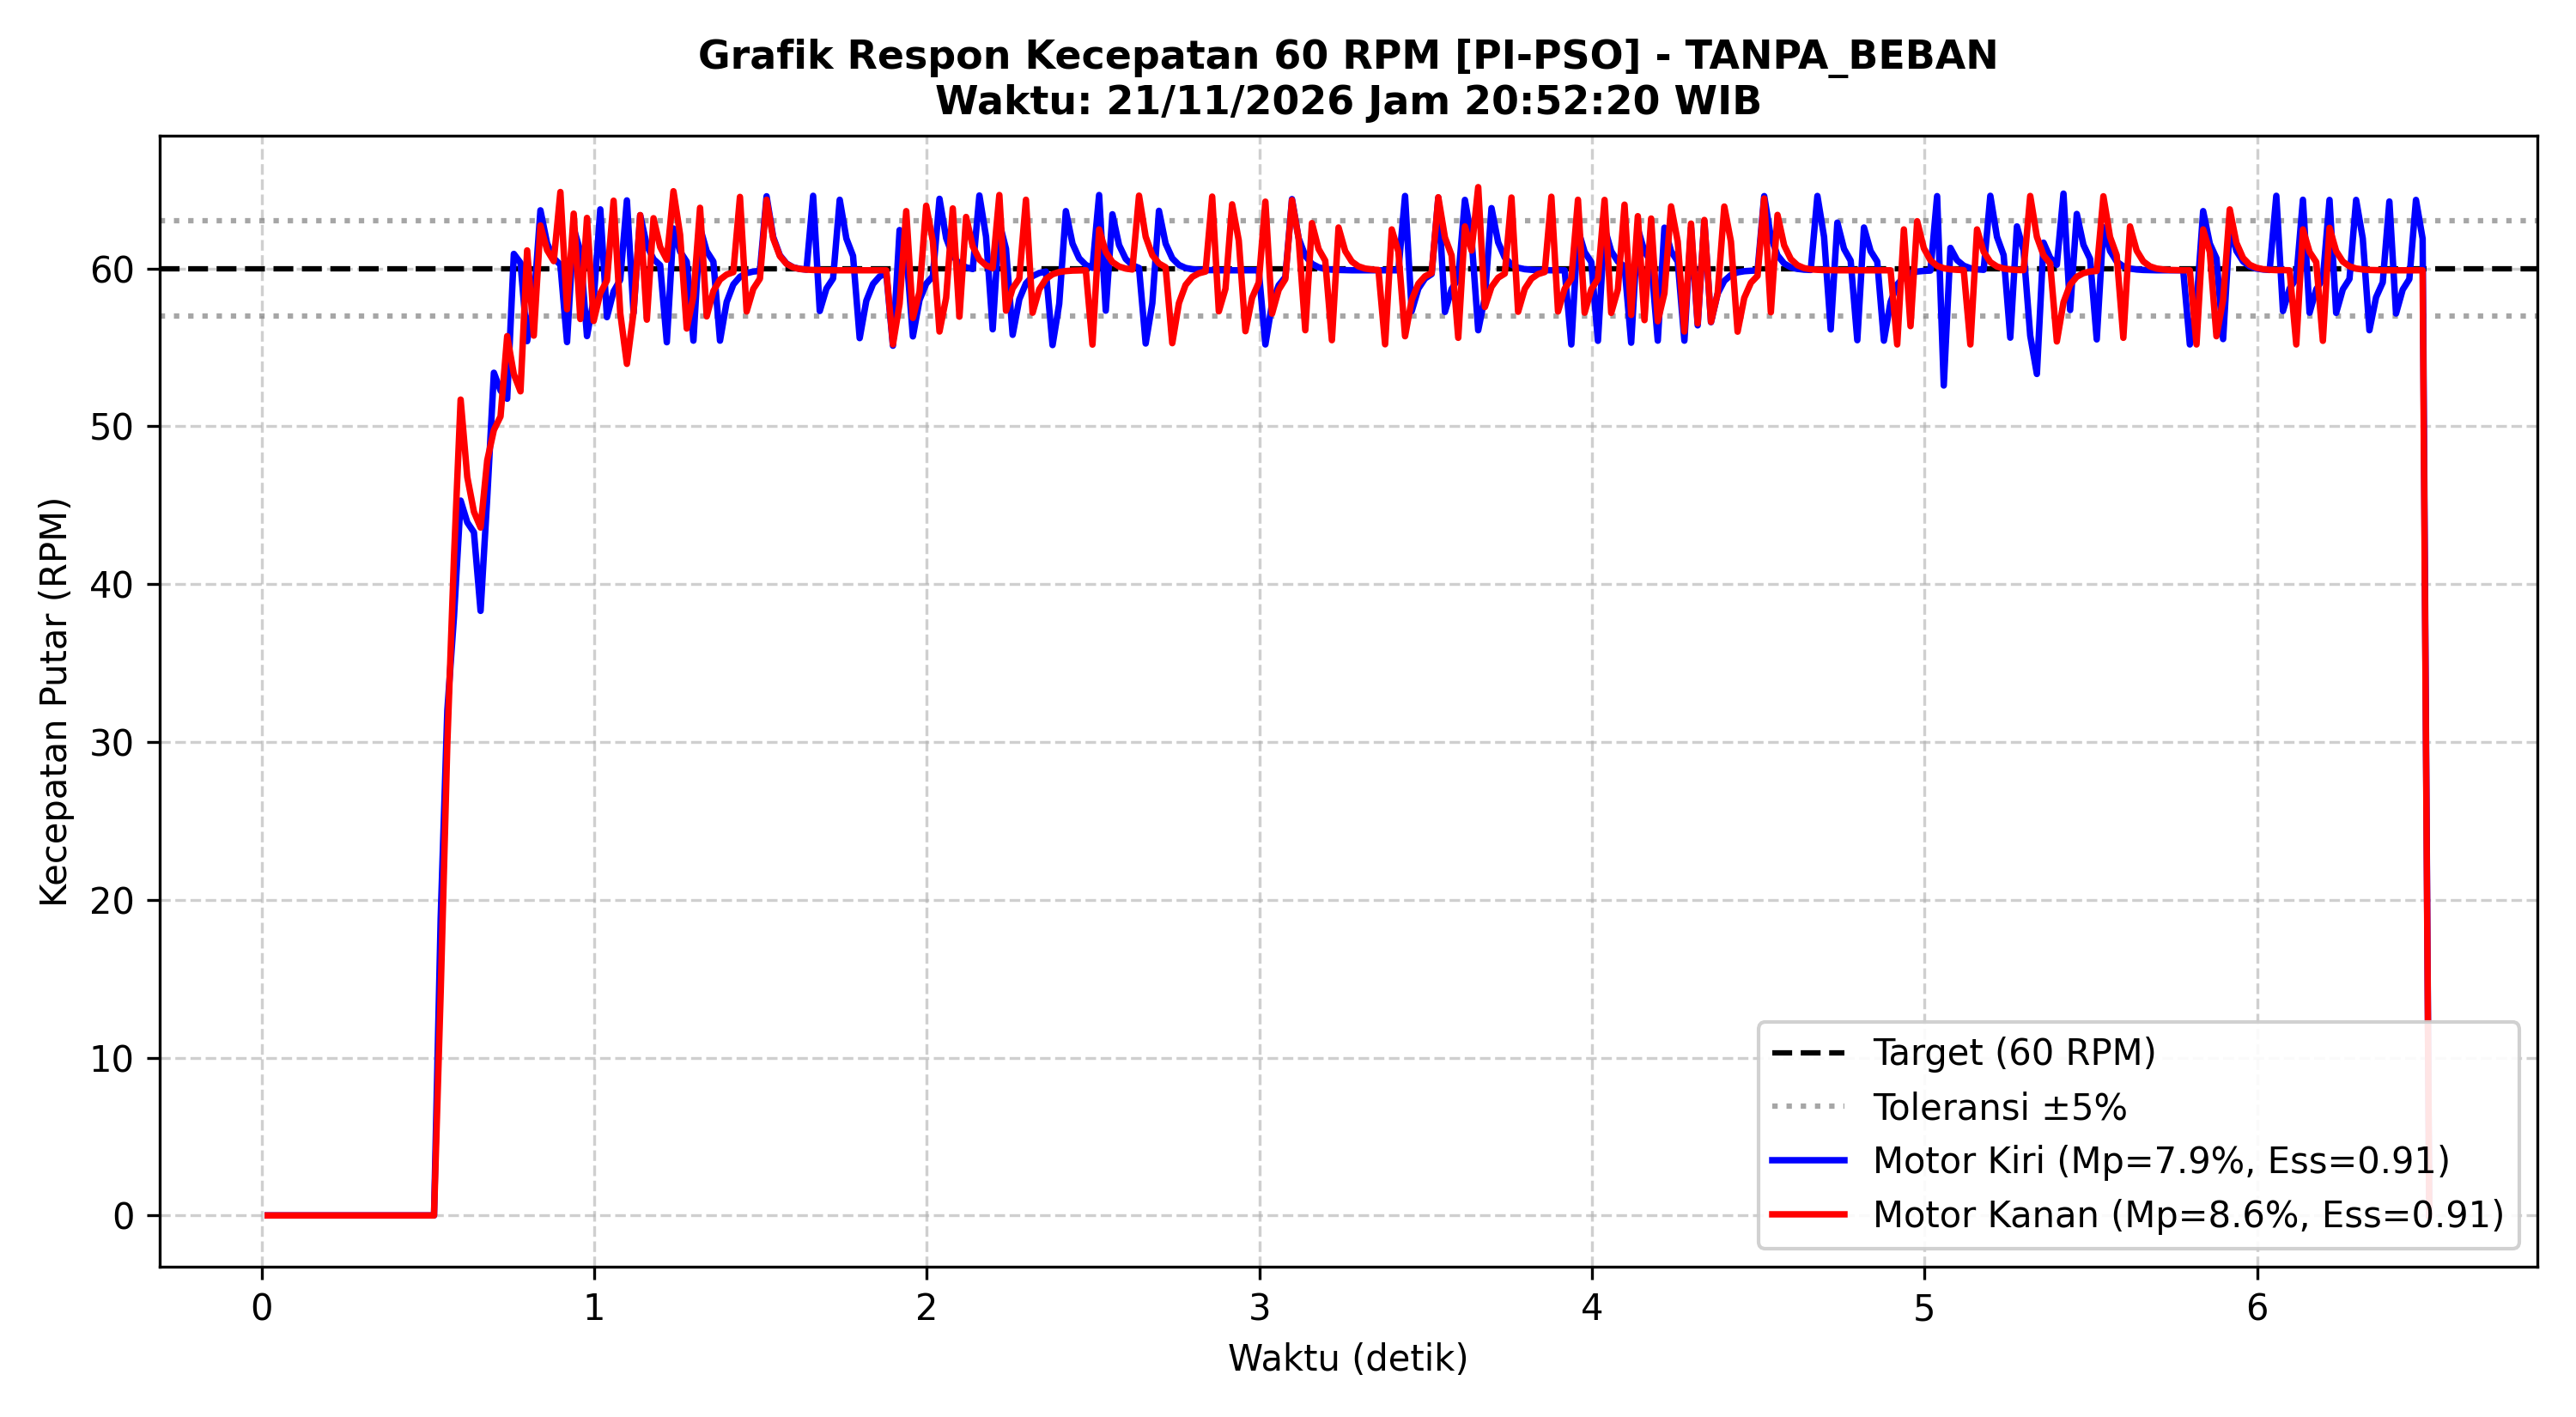 Grafik Respon Kecepatan 60 RPM [PI-PSO] - TANPA_BEBAN
Waktu: 21/11/2026 Jam 20:52:20 WIB
Kecepatan Putar (RPM)
60
50
40
30
20
10
0
0 1 2 3 4 5 6
Waktu (detik)
Target (60 RPM)
Toleransi ±5%
Motor Kiri (Mp=7.9%, Ess=0.91)
Motor Kanan (Mp=8.6%, Ess=0.91)